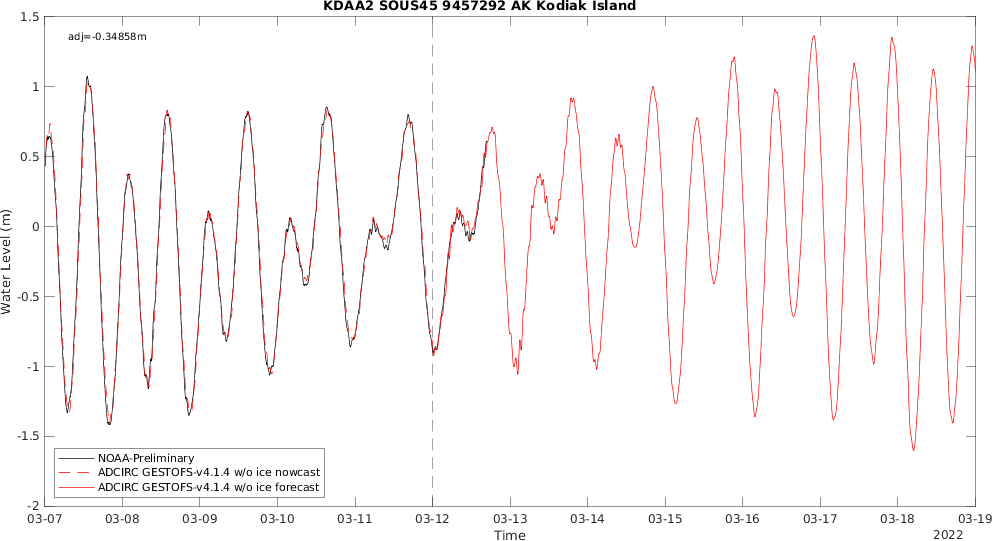 KDAA2 SOUS45 9457292 AK Kodiak Island
adj=-0.34858m
1.5
1
0.5
0
-0.5
-1
-1.5
-2
Water Level (m)
NOAA-Preliminary
ADCIRC GESTOFS-v4.1.4 w/o ice nowcast
ADCIRC GESTOFS-v4.1.4 w/o ice forecast
03-07 03-08 03-09 03-10 03-11 03-12 03-13 03-14 03-15 03-16 03-17 03-18 03-19
Time
2022